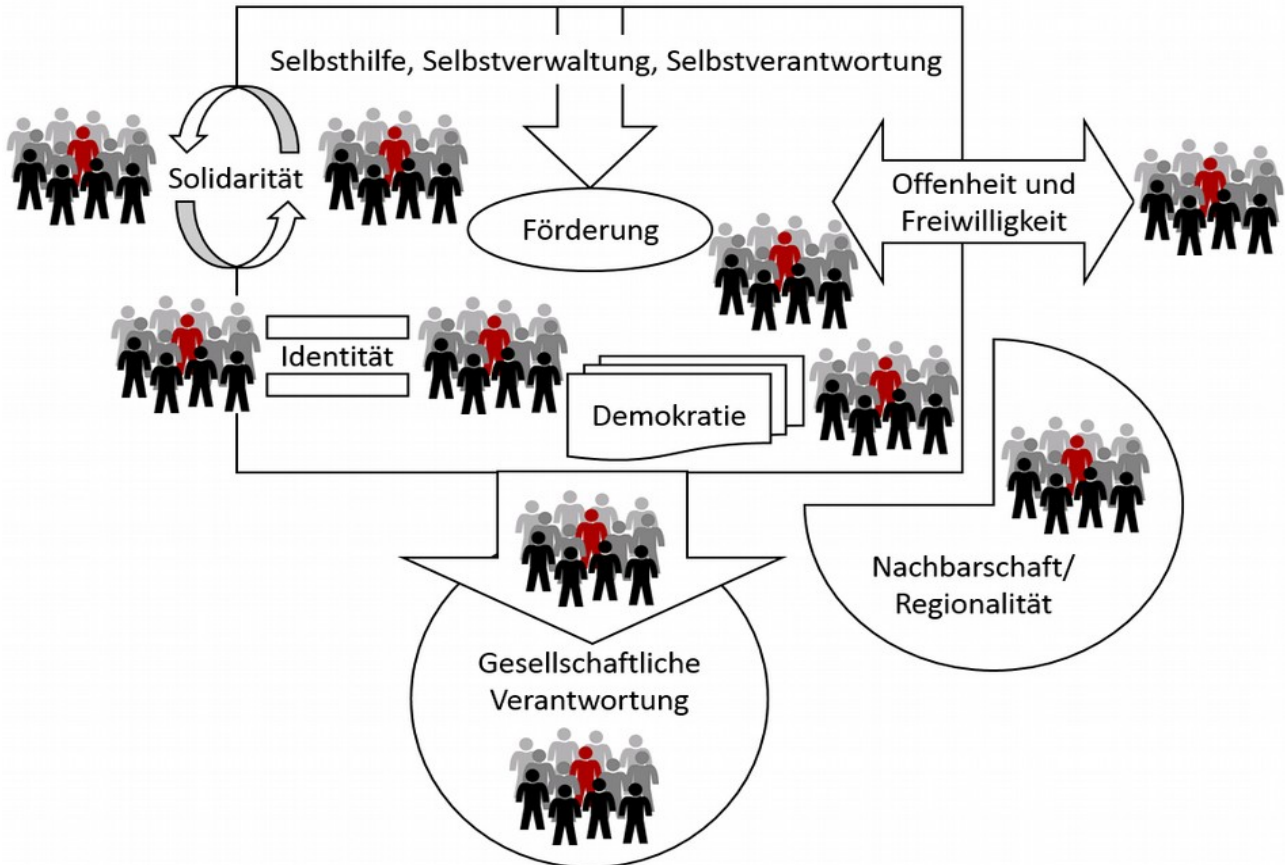 Selbsthilfe, Selbstverwaltung, Selbstverantwortung
Solidarität
Förderung
Offenheit und
Freiwilligkeit
Identität
Demokratie
Nachbarschaft/
Regionalität
Gesellschaftliche
Verantwortung